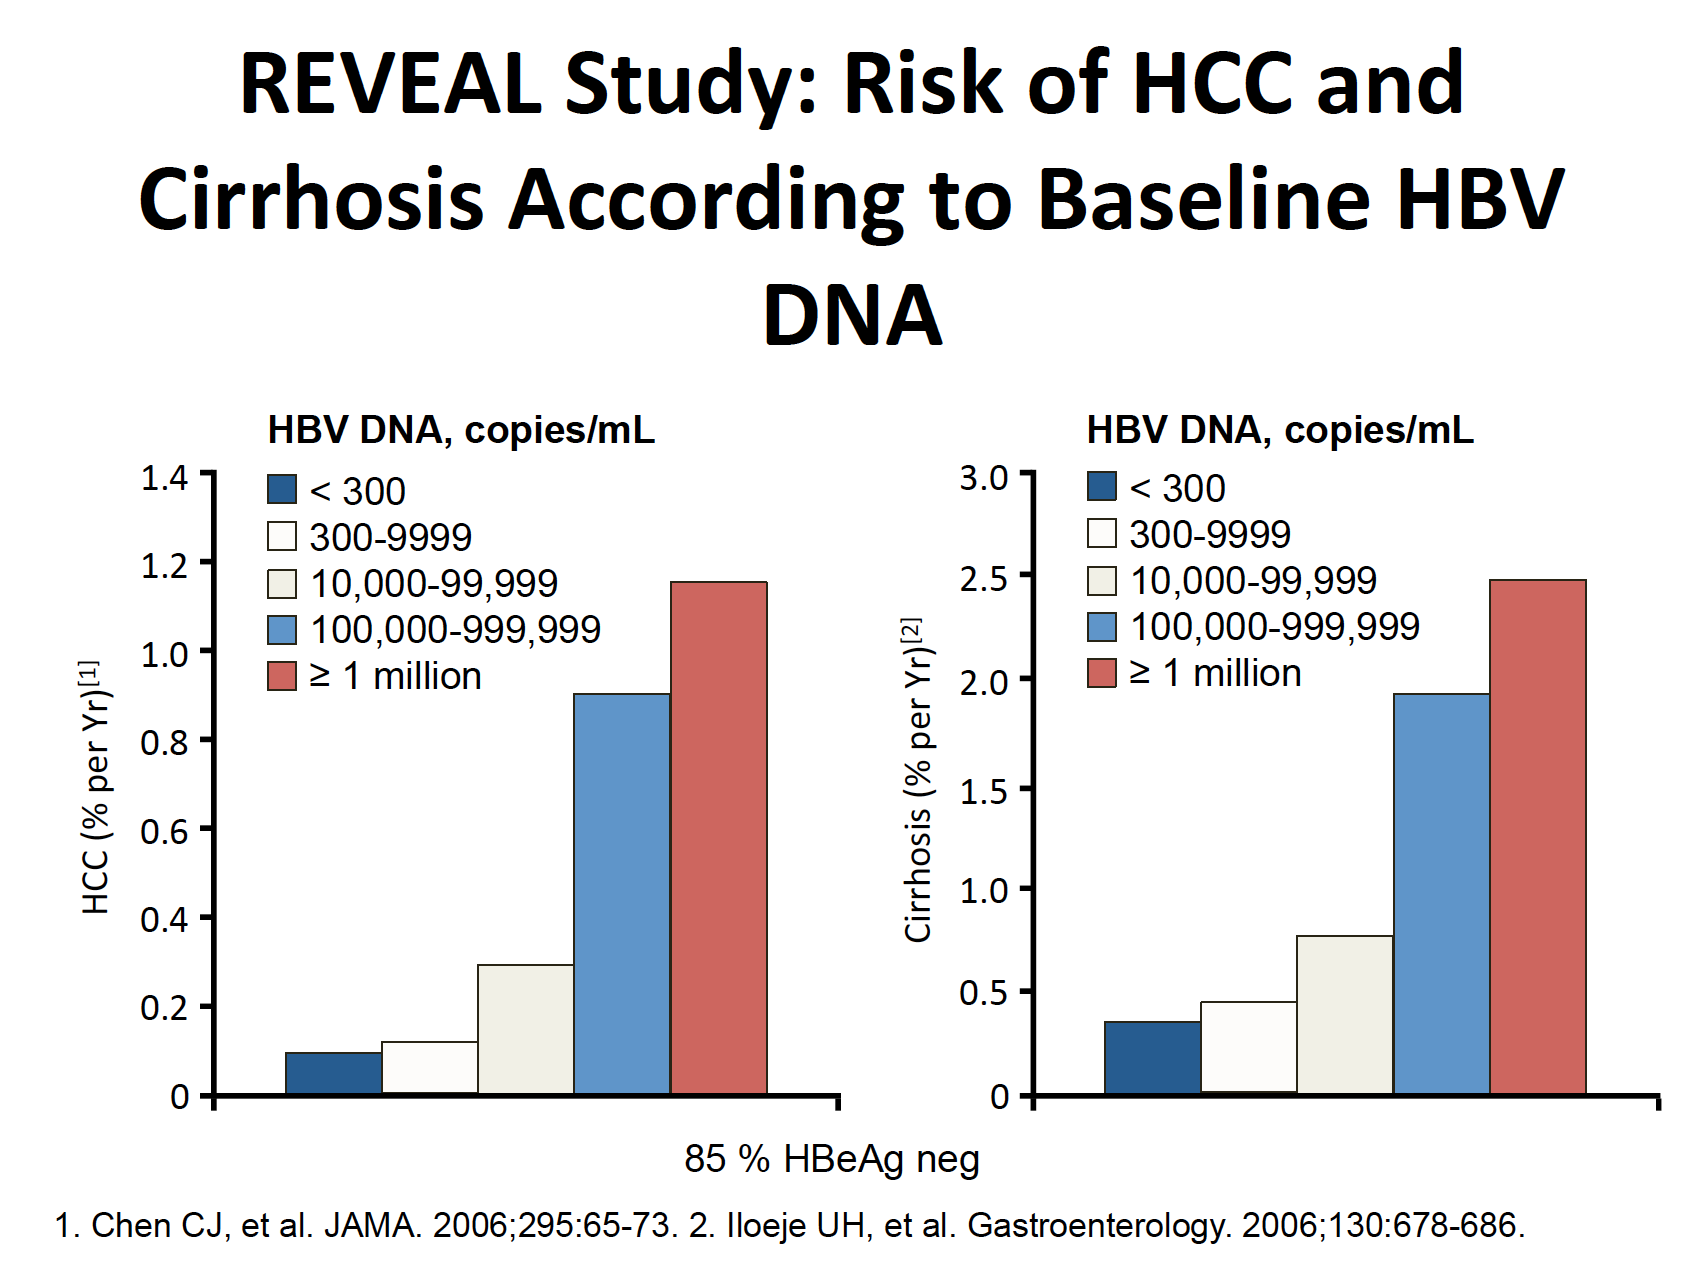 REVEAL Study: Risk of HCC and
Cirrhosis According to Baseline HBV
DNA
HBV DNA, copies/mL
< 300
300-9999
10,000-99,999
100,000-999,999
≥ 1 million
1.4
1.2
1.0
0.8
0.6
0.4
0.2
0
HCC (% per Yr)[1]
HBV DNA, copies/mL
< 300
300-9999
10,000-99,999
100,000-999,999
≥ 1 million
3.0
2.5
2.0
1.5
1.0
0.5
0
Cirrhosis (% per Yr)[2]
85 % HBeAg neg
1. Chen CJ, et al. JAMA. 2006;295:65-73. 2. Iloeje UH, et al. Gastroenterology. 2006;130:678-686.